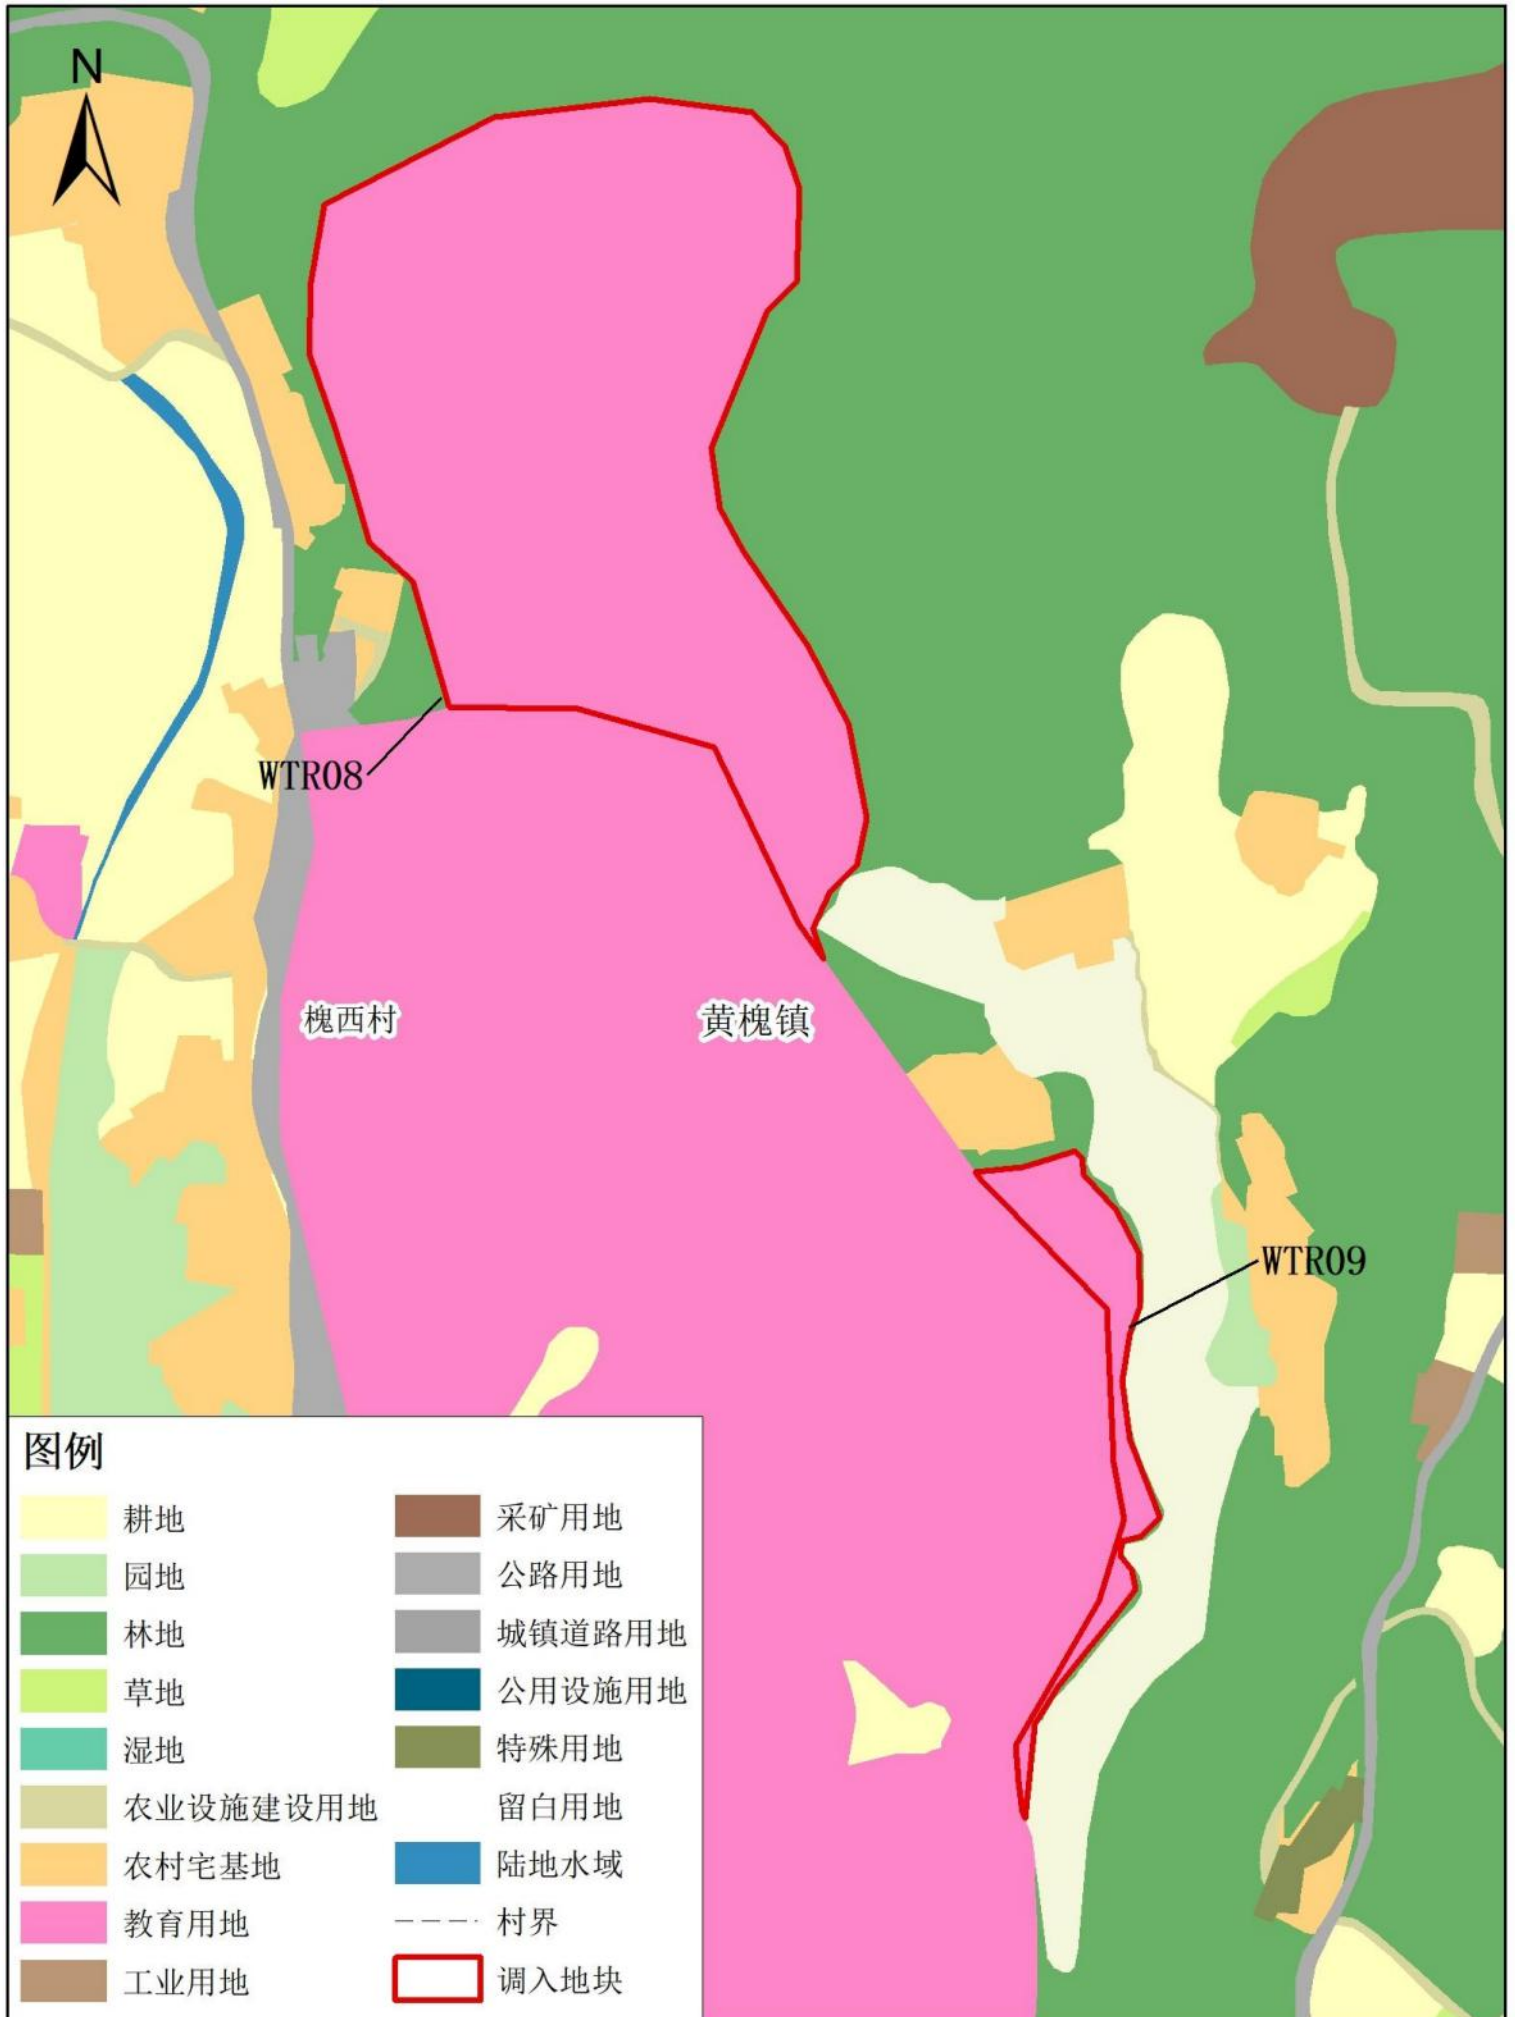 N
WTR08
槐西村
黄槐镇
WTR09
图例
耕地
园地
林地
草地
湿地
农业设施建设用地
农村宅基地
教育用地
工业用地
采矿用地
公路用地
城镇道路用地
公用设施用地
特殊用地
留白用地
陆地水域
村界
调入地块